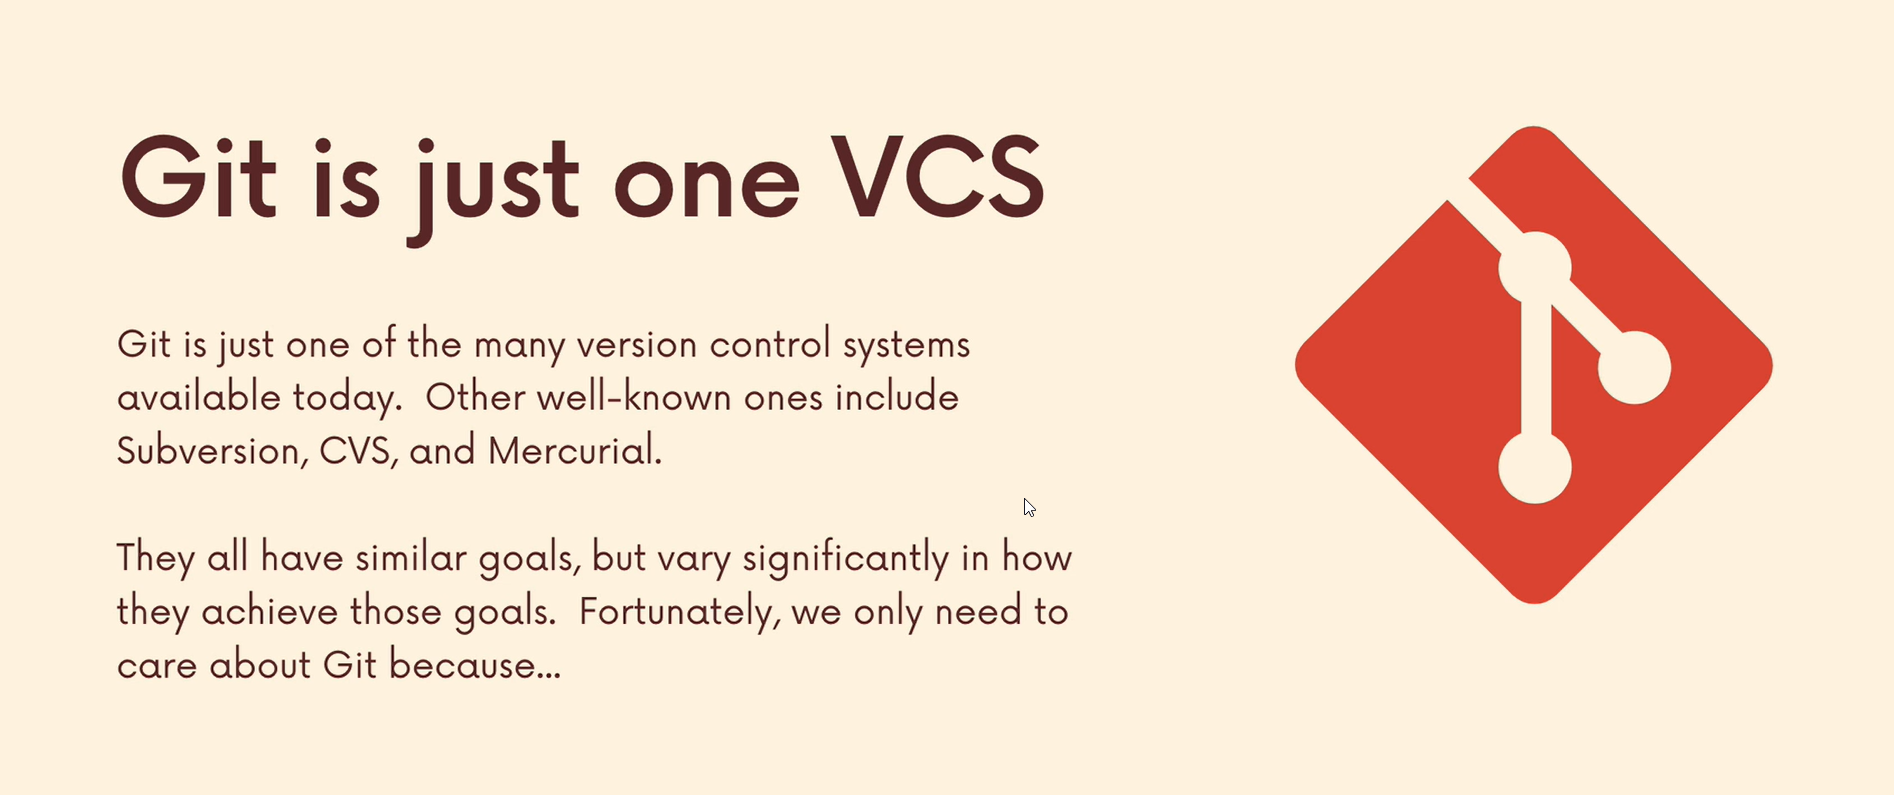 Git is just one VCS
Git is just one of the many version control systems
available today.  Other well-known ones include
Subversion, CVS, and Mercurial.
They all have similar goals, but vary significantly in how
they achieve those goals.  Fortunately, we only need to
care about Git because...